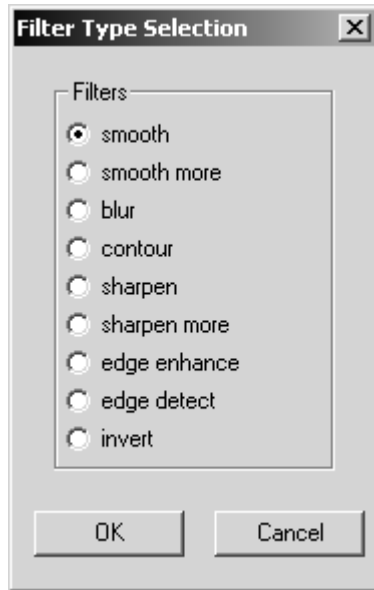 Filter Type Selection
Filters
smooth
smooth more
blur
contour
sharpen
sharpen more
edge enhance
edge detect
invert
OK Cancel